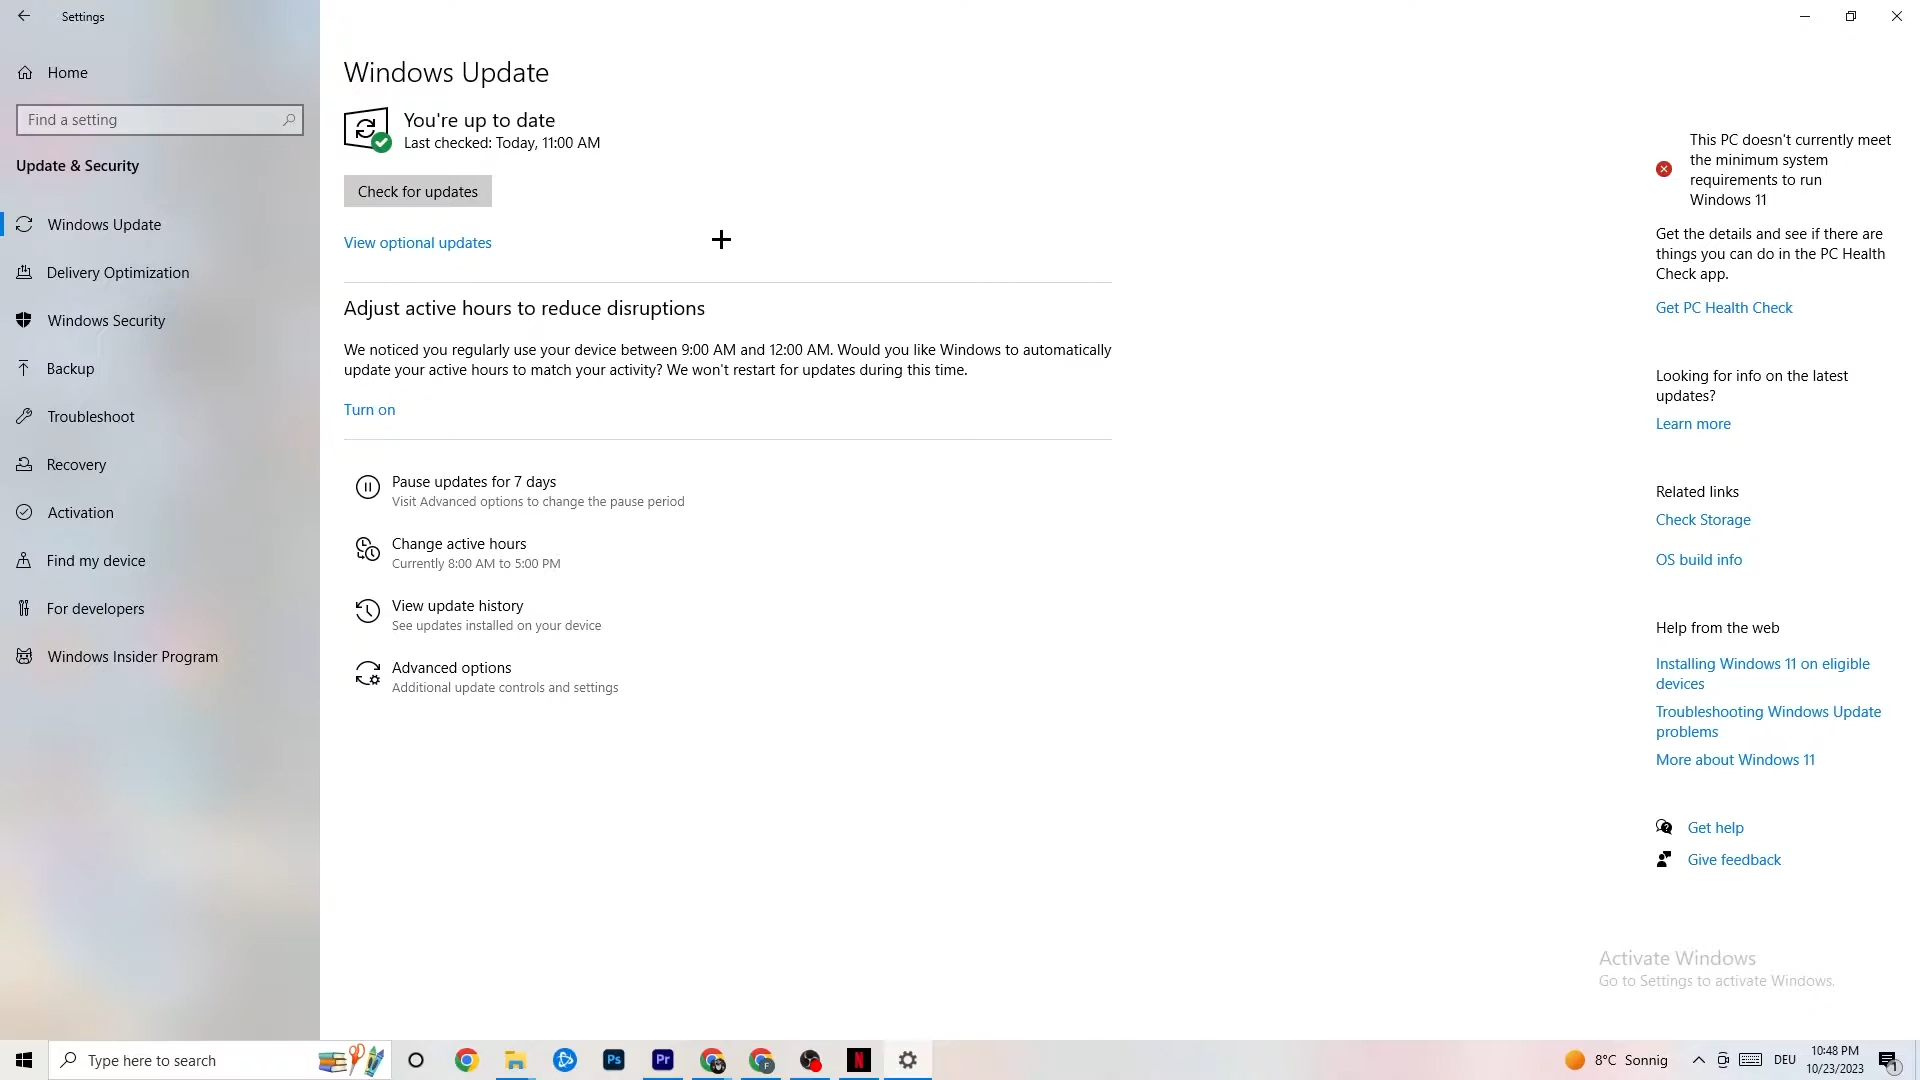 Settings
Home
Find a setting
Update & Security
Windows Update
Delivery Optimization
Windows Security
Backup
Troubleshoot
Recovery
Activation
Find my device
For developers
Windows Insider Program
Windows Update
You're up to date
Last checked: Today, 11:00 AM
Check for updates
View optional updates
Adjust active hours to reduce disruptions
We noticed you regularly use your device between 9:00 AM and 12:00 AM. Would you like Windows to automatically
update your active hours to match your activity? We won't restart for updates during this time.
Turn on
Pause updates for 7 days
Visit Advanced options to change the pause period
Change active hours
Currently 8:00 AM to 5:00 PM
View update history
See updates installed on your device
Advanced options
Additional update controls and settings
This PC doesn't currently meet
the minimum system
requirements to run
Windows 11
Get the details and see if there are
things you can do in the PC Health
Check app.
Get PC Health Check
Looking for info on the latest
updates?
Learn more
Related links
Check Storage
OS build info
Help from the web
Installing Windows 11 on eligible
devices
Troubleshooting Windows Update
problems
More about Windows 11
Get help
Give feedback
Activate Windows
Go to Settings to activate Windows.
Type here to search
Ps
Pr
F
N
8°C Sonnig
DEU
10:48 PM
10/23/2023
1